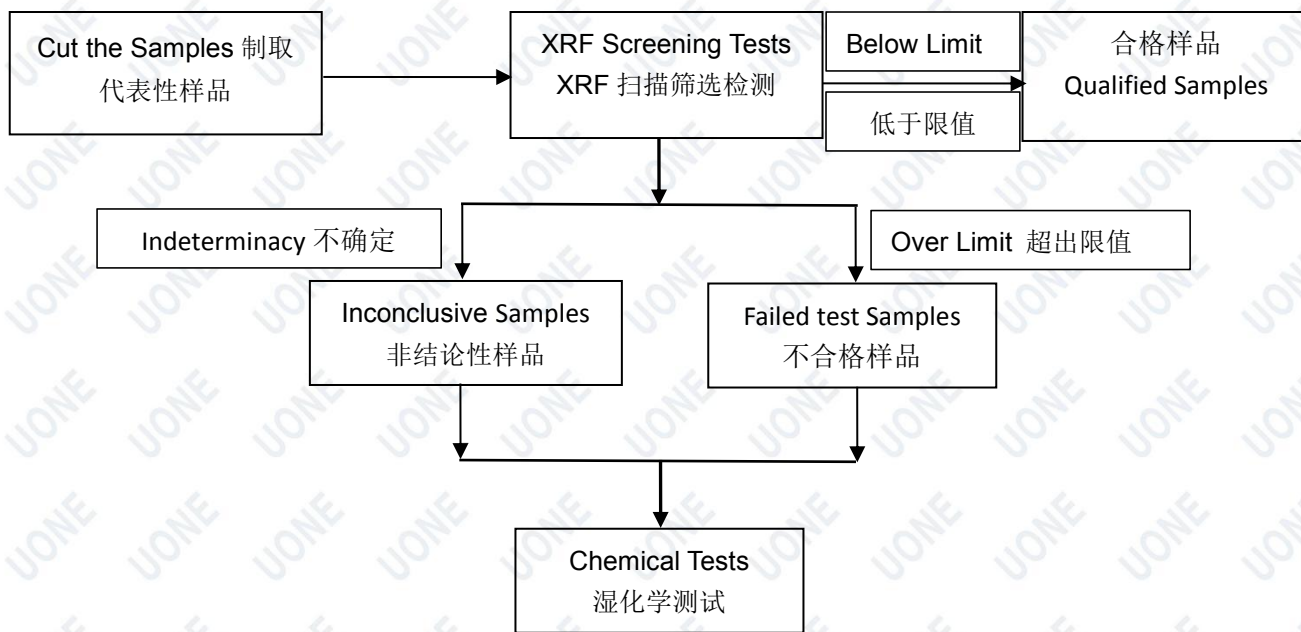 Cut the Samples 制取
代表性样品
XRF Screening Tests
XRF 扫描筛选检测
Below Limit
低于限值
合格样品
Qualified Samples
Indeterminacy 不确定
Over Limit 超出限值
Inconclusive Samples
非结论性样品
Failed test Samples
不合格样品
Chemical Tests
湿化学测试
UONE